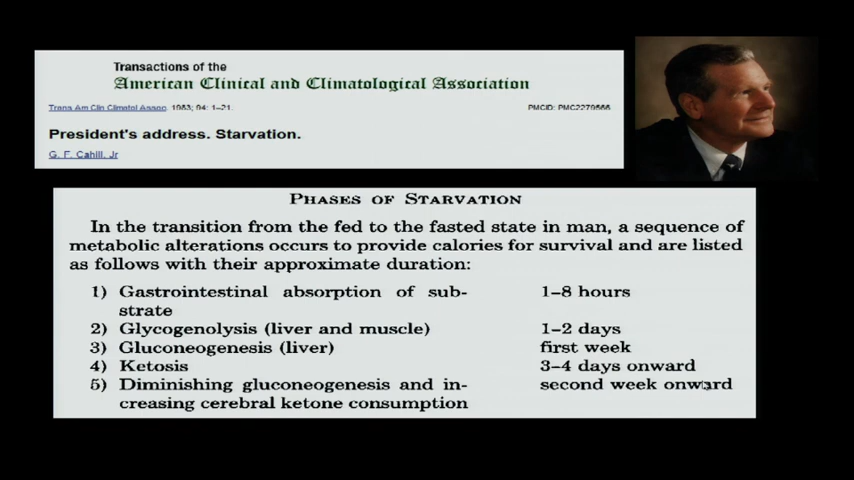 Transactions of the
American Clinical and Climatological Association
Trans Am Clin Climatol Assoc. 1983; 94: 1–21. PMCID: PMC2279566
President's address. Starvation.
G. F. Cahill, Jr
PHASES OF STARVATION
In the transition from the fed to the fasted state in man, a sequence of
metabolic alterations occurs to provide calories for survival and are listed
as follows with their approximate duration:
1) Gastrointestinal absorption of sub- 1–8 hours
strate
2) Glycogenolysis (liver and muscle) 1–2 days
3) Gluconeogenesis (liver) first week
4) Ketosis 3–4 days onward
5) Diminishing gluconeogenesis and in- second week onward
creasing cerebral ketone consumption